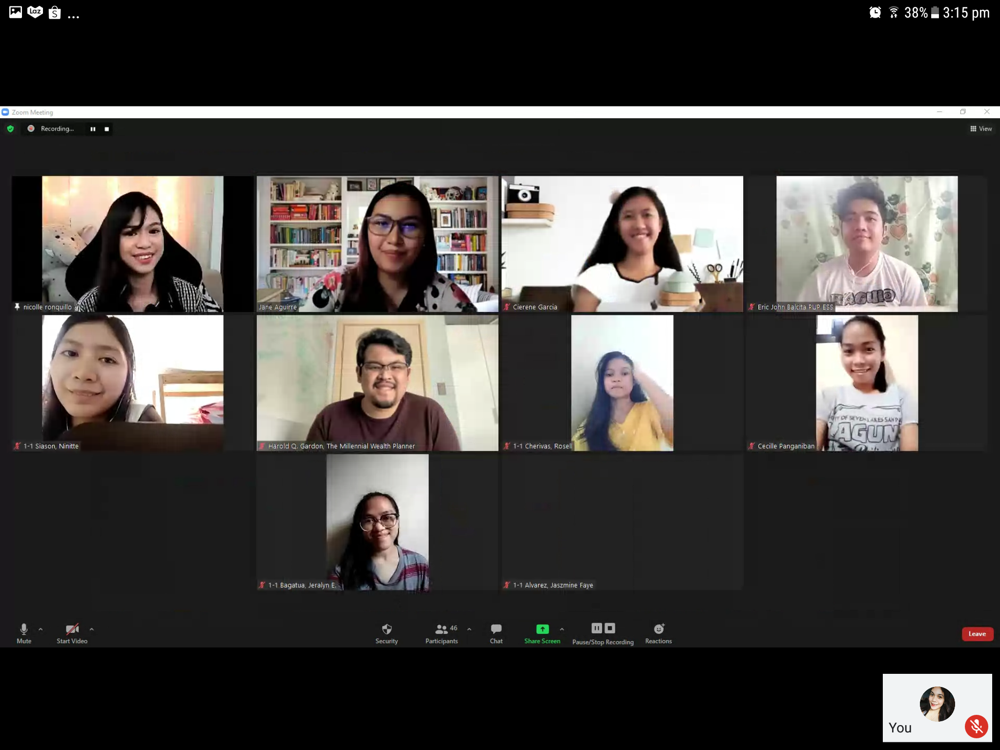 Laz
S
...
38%
3:15 pm
Zoom Meeting
Recording...
View
nicolle ronquillo
Jane Aguirre
Cierene Garcia
BAGUIO
Eric John Balcita PUP ESS
1-1 Siason, Ninitte
Harold Q. Gardon, The Millennial Wealth Planner
1-1 Cherivas, Rosell
OF SEVEN LAKES SAN P
LAGUN
Cecille Panganiban
1-1 Bagatua, Jeralyn E.
1-1 Alvarez, Jaszmine Faye
Mute
Start Video
Security
46
Participants
Chat
Share Screen
Pause/Stop Recording
Reactions
Leave
You